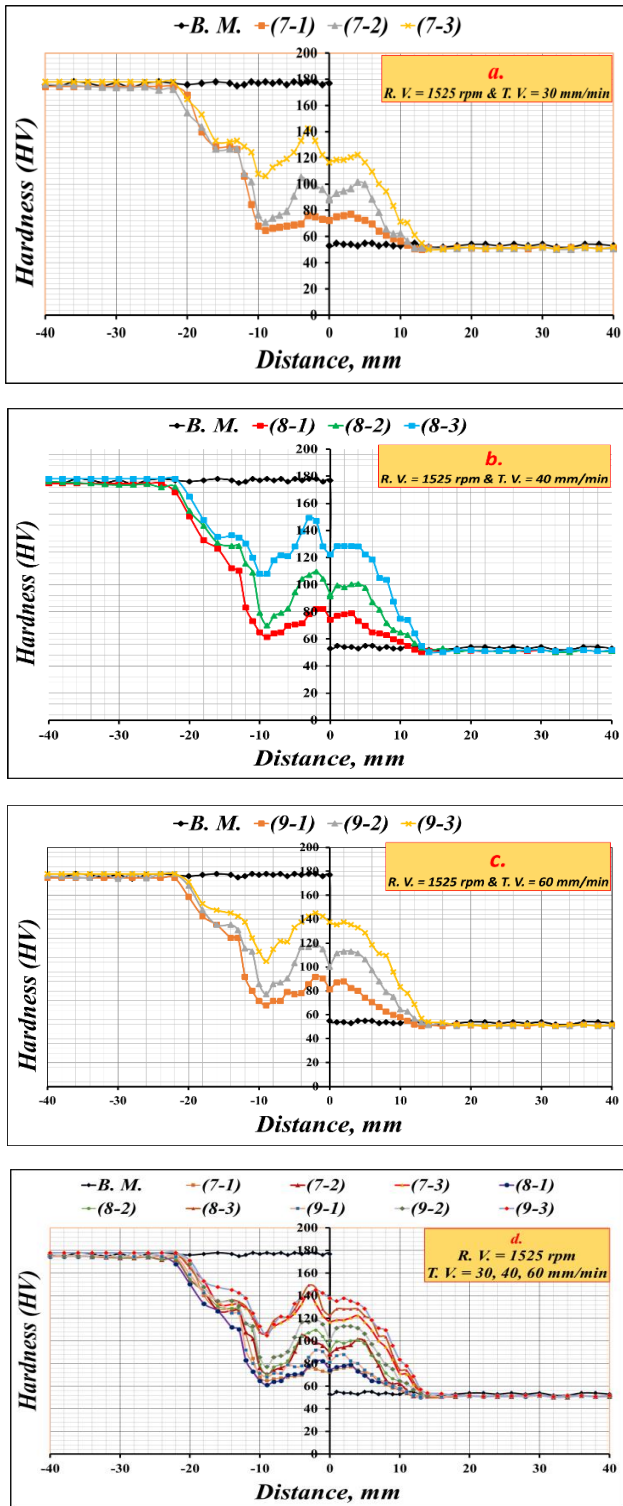 B. M. (7-1) (7-2) (7-3)
a.
R. V. = 1525 rpm & T. V. = 30 mm/min
Hardness (HV)
200
180
160
140
120
100
80
60
40
20
0
-40 -30 -20 -10 0 10 20 30 40
Distance, mm
B. M. (8-1) (8-2) (8-3)
b.
R. V. = 1525 rpm & T. V. = 40 mm/min
Hardness (HV)
200
180
160
140
120
100
80
60
40
20
0
-40 -30 -20 -10 0 10 20 30 40
Distance, mm
B. M. (9-1) (9-2) (9-3)
c.
R. V. = 1525 rpm & T. V. = 60 mm/min
Hardness (HV)
200
180
160
140
120
100
80
60
40
20
0
-40 -30 -20 -10 0 10 20 30 40
Distance, mm
B. M. (7-1) (7-2) (7-3) (8-1)
(8-2) (8-3) (9-1) (9-2) (9-3)
d.
R. V. = 1525 rpm
T. V. = 30, 40, 60 mm/min
Hardness (HV)
200
180
160
140
120
100
80
60
40
20
0
-40 -30 -20 -10 0 10 20 30 40
Distance, mm